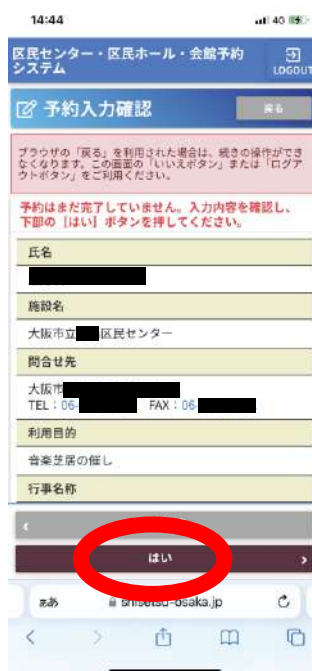 14:44
4G
区民センター・区民ホール・会館予約
システム
LOGOUT
予約入力確認
戻る
ブラウザの「戻る」を利用された場合は、続きの操作ができ
なくなります。この画面の「いいえボタン」または「ログア
ウトボタン」をご利用ください。
予約はまだ完了していません。入力内容を確認し、
下部の［はい］ボタンを押してください。
氏名
施設名
大阪市立 区民センター
問合せ先
大阪市
TEL：06- FAX：06-
利用目的
音楽芝居の催し
行事名称
はい
ああ shisetsu-osaka.jp